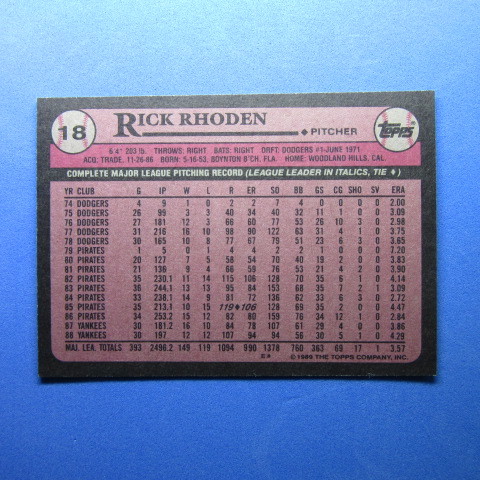 18
RICK RHODEN
♦ PITCHER
topps
6'4" 203 lb. THROWS: RIGHT BATS: RIGHT DRFT: DODGERS #1-JUNE 1971
ACQ: TRADE, 11-26-86 BORN: 5-16-53, BOYNTON B'CH, FLA. HOME: WOODLAND HILLS, CAL.
COMPLETE MAJOR LEAGUE PITCHING RECORD (LEAGUE LEADER IN ITALICS, TIE ♦)
YR CLUB G IP W L R ER SO BB GS CG SHO SV ERA
74 DODGERS 4 9 1 0 2 2 7 4 0 0 0 0 2.00
75 DODGERS 26 99 3 3 40 34 40 32 11 1 0 0 3.09
76 DODGERS 27 181 12 3 67 60 77 53 26 10 3 0 2.98
77 DODGERS 31 216 16 10 98 90 122 63 31 4 1 0 3.75
78 DODGERS 30 165 10 8 77 67 79 51 23 6 3 0 3.65
79 PIRATES 1 5 0 1 4 4 2 2 1 0 0 0 7.20
80 PIRATES 20 127 7 5 58 54 70 40 19 2 0 0 3.83
81 PIRATES 21 136 9 4 66 59 76 53 21 4 2 0 3.90
82 PIRATES 35 230.1 11 14 115 106 128 70 35 6 1 0 4.14
83 PIRATES 36 244.1 13 13 92 84 153 68 35 7 2 1 3.09
84 PIRATES 33 238.1 14 9 81 72 136 62 33 6 3 0 2.72
85 PIRATES 35 213.1 10 15 119♦106 128 69 35 2 0 0 4.47
86 PIRATES 34 253.2 15 12 82 80 159 76 34 12 1 0 2.84
87 YANKEES 30 181.2 16 10 84 78 107 61 29 4 0 0 3.86
88 YANKEES 30 197 12 12 107 94 94 56 30 5 1 0 4.29
MAJ. LEA. TOTALS 393 2496.2 149 119 1094 990 1378 760 363 69 17 1 3.57
© 1989 THE TOPPS COMPANY, INC.